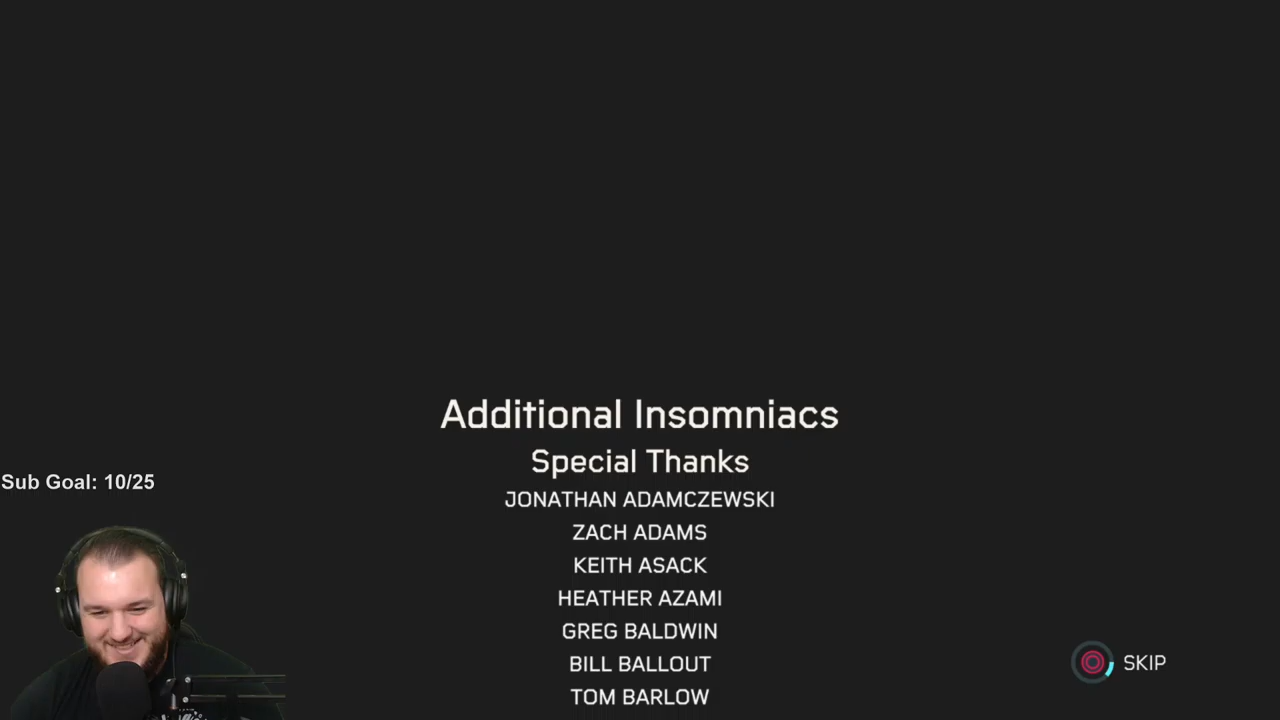 Additional Insomniacs
Special Thanks
Sub Goal: 10/25
JONATHAN ADAMCZEWSKI
ZACH ADAMS
KEITH ASACK
HEATHER AZAMI
GREG BALDWIN
BILL BALLOUT
SKIP
TOM BARLOW